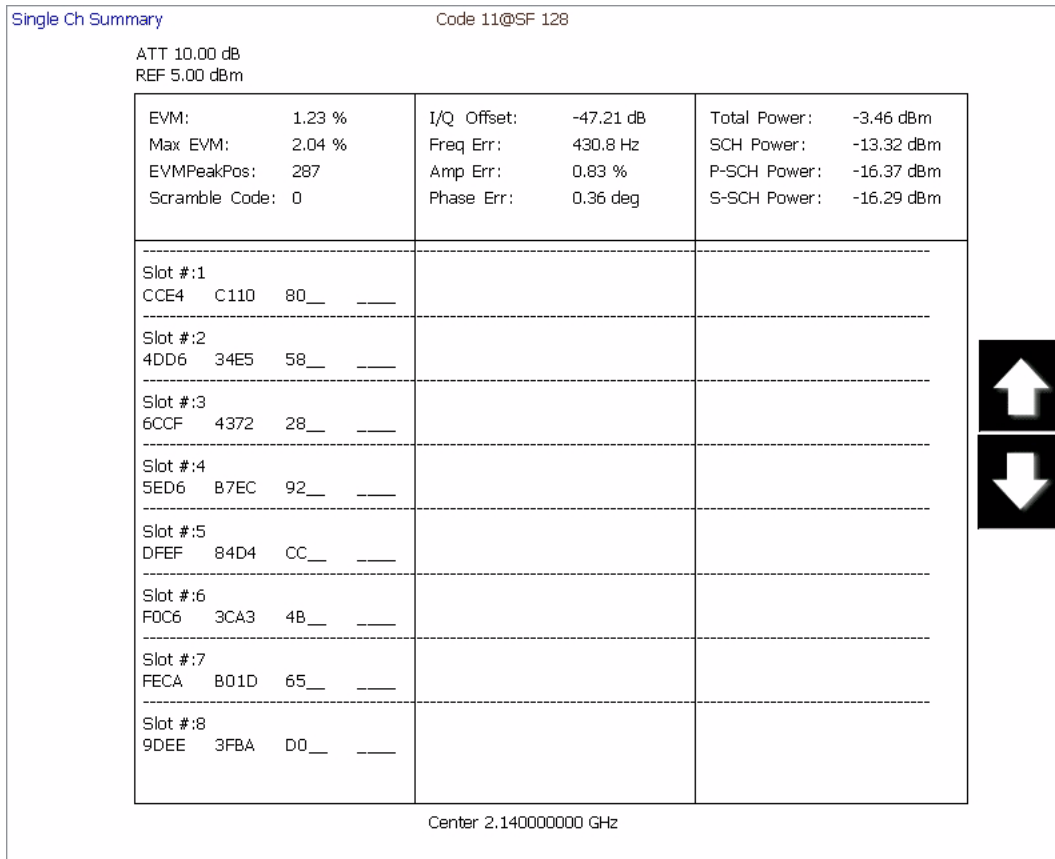 Single Ch Summary Code 11@SF 128
ATT 10.00 dB
REF 5.00 dBm
EVM: 1.23 % I/Q Offset: -47.21 dB Total Power: -3.46 dBm
Max EVM: 2.04 % Freq Err: 430.8 Hz SCH Power: -13.32 dBm
EVMPeakPos: 287 Amp Err: 0.83 % P-SCH Power: -16.37 dBm
Scramble Code: 0 Phase Err: 0.36 deg S-SCH Power: -16.29 dBm
Slot #:1
CCE4 C110 80__ ____
Slot #:2
4DD6 34E5 58__ ____
Slot #:3
6CCF 4372 28__ ____
Slot #:4
5ED6 B7EC 92__ ____
Slot #:5
DFEF 84D4 CC__ ____
Slot #:6
F0C6 3CA3 4B__ ____
Slot #:7
FECA B01D 65__ ____
Slot #:8
9DEE 3FBA D0__ ____
Center 2.140000000 GHz